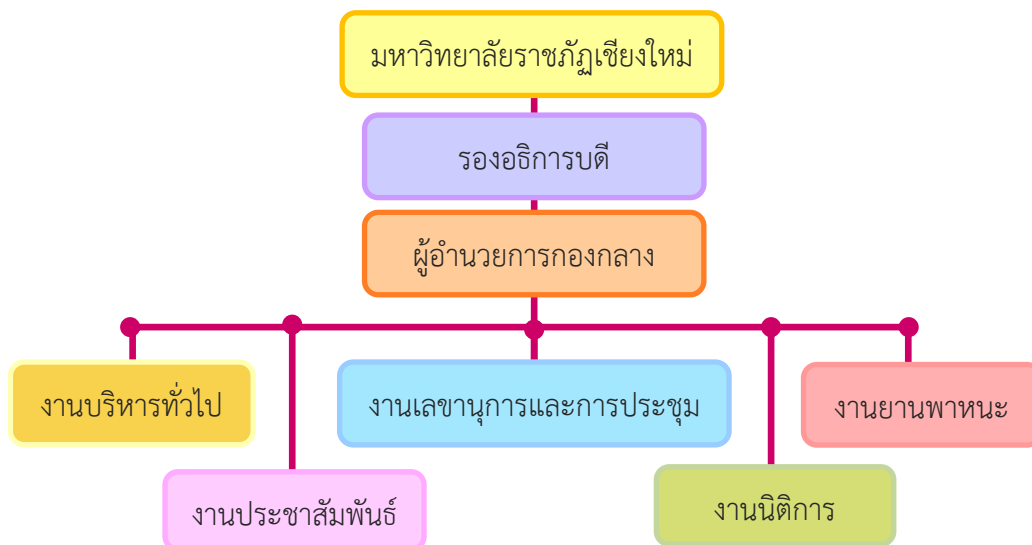 มหาวิทยาลัยราชภัฏเชียงใหม่
รองอธิการบดี
ผู้อำนวยการกองกลาง
งานบริหารทั่วไป
งานเลขานุการและการประชุม
งานยานพาหนะ
งานประชาสัมพันธ์
งานนิติการ